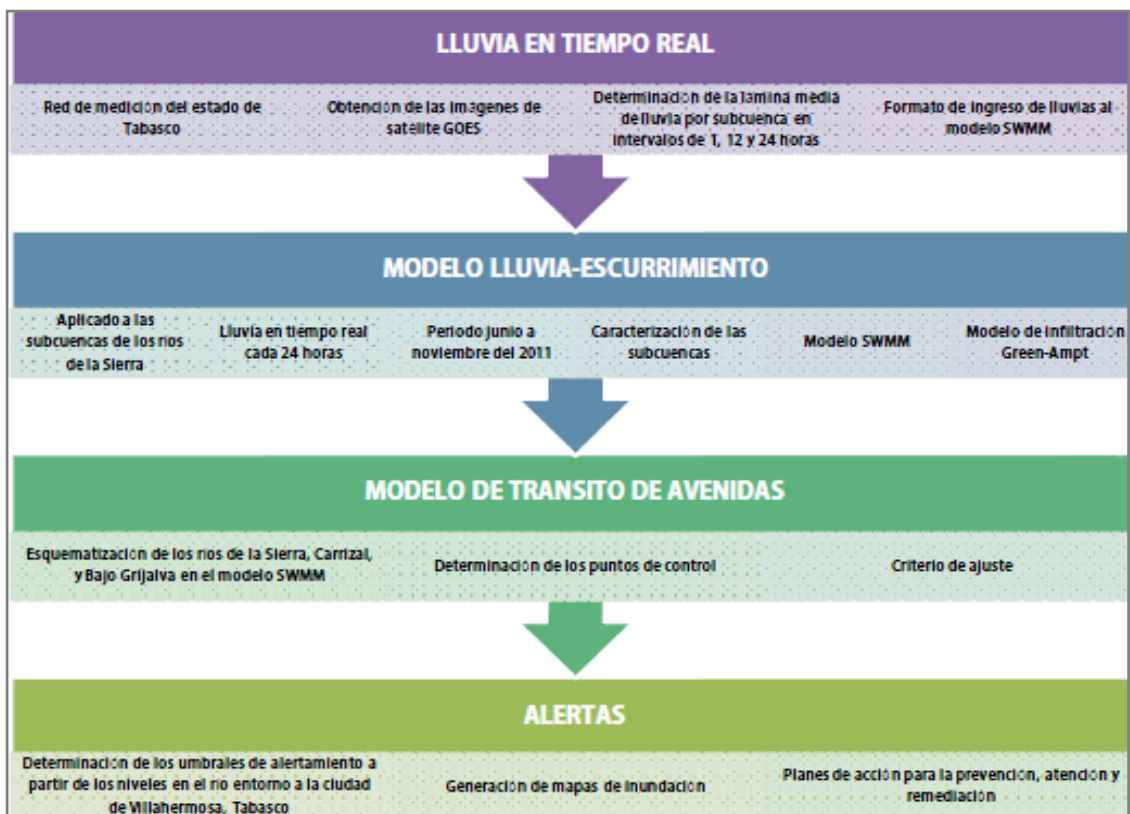 LLUVIA EN TIEMPO REAL
Red de medición del estado de
Tabasco
Obtención de las imágenes de
satélite GOES
Determinación de la lamina media
de lluvia por subcuenca en
intervalos de 1, 12 y 24 horas
Formato de ingreso de lluvias al
modelo SWMM
MODELO LLUVIA-ESCURRIMIENTO
Aplicado a las
subcuencas de los ríos
de la Sierra
Lluvia en tiempo real
cada 24 horas
Periodo junio a
noviembre del 2011
Caracterización de las
subcuencas
Modelo SWMM
Modelo de infiltración
Green-Ampt
MODELO DE TRANSITO DE AVENIDAS
Esquematización de los ríos de la Sierra, Carrizal,
y Bajo Grijalva en el modelo SWMM
Determinación de los puntos de control
Criterio de ajuste
ALERTAS
Determinación de los umbrales de alertamiento a
partir de los niveles en el río entorno a la ciudad
de Villahermosa, Tabasco
Generación de mapas de inundación
Planes de acción para la prevención, atención y
remediación